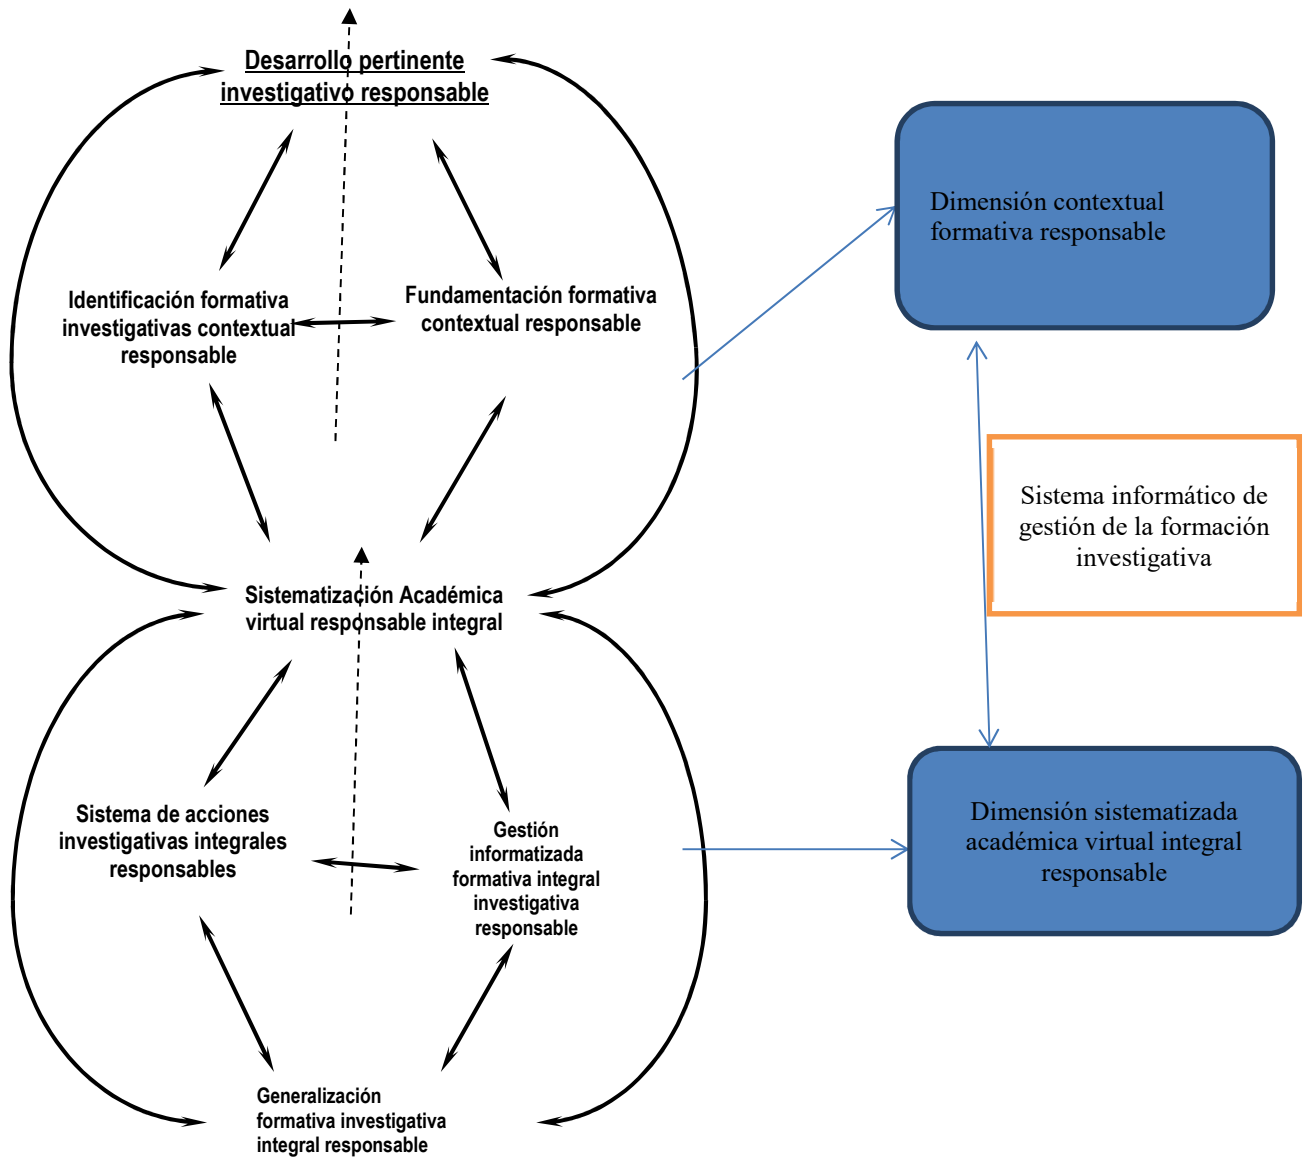 Desarrollo pertinente
investigativo responsable
Dimensión contextual
formativa responsable
Identificación formativa
investigativas contextual
responsable
Fundamentación formativa
contextual responsable
Sistema informático de
gestión de la formación
investigativa
Sistematización Académica
virtual responsable integral
Sistema de acciones
investigativas integrales
responsables
Gestión
informatizada
formativa integral
investigativa
responsable
Dimensión sistematizada
académica virtual integral
responsable
Generalización
formativa investigativa
integral responsable